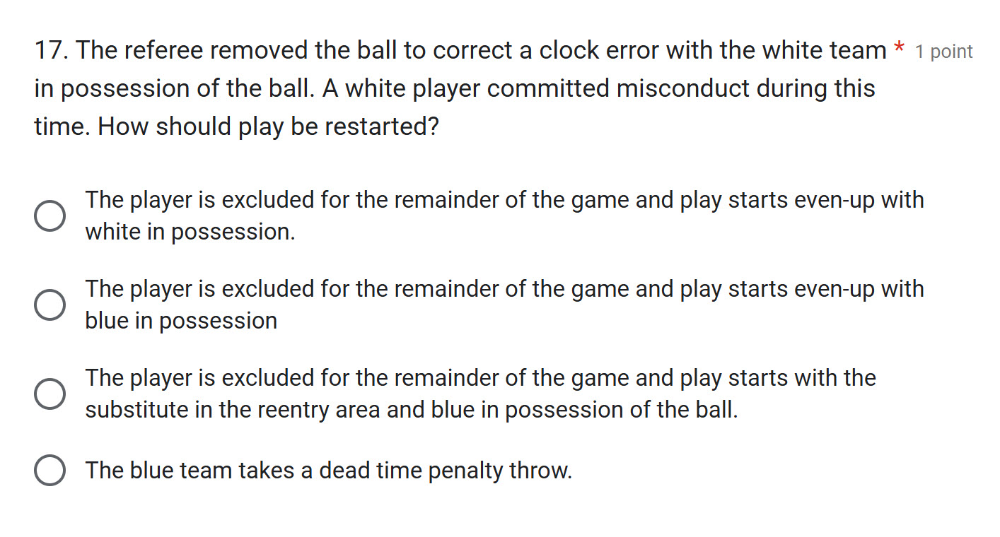 17. The referee removed the ball to correct a clock error with the white team * 1 point
in possession of the ball. A white player committed misconduct during this
time. How should play be restarted?
The player is excluded for the remainder of the game and play starts even-up with
white in possession.
The player is excluded for the remainder of the game and play starts even-up with
blue in possession
The player is excluded for the remainder of the game and play starts with the
substitute in the reentry area and blue in possession of the ball.
The blue team takes a dead time penalty throw.